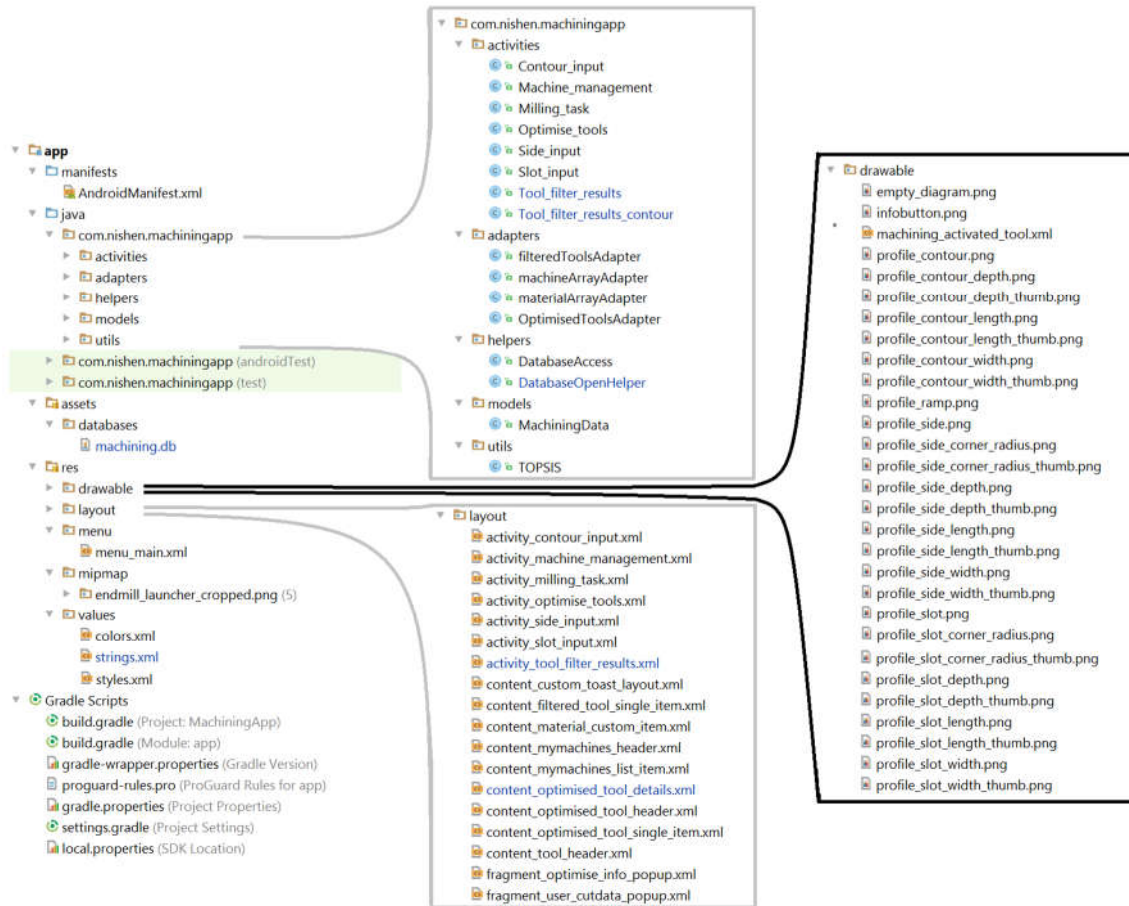 app
manifests
AndroidManifest.xml
java
com.nishen.machiningapp
activities
adapters
helpers
models
utils
com.nishen.machiningapp (androidTest)
com.nishen.machiningapp (test)
assets
databases
machining.db
res
drawable
layout
menu
menu_main.xml
mipmap
endmill_launcher_cropped.png (5)
values
colors.xml
strings.xml
styles.xml
Gradle Scripts
build.gradle (Project: MachiningApp)
build.gradle (Module: app)
gradle-wrapper.properties (Gradle Version)
proguard-rules.pro (ProGuard Rules for app)
gradle.properties (Project Properties)
settings.gradle (Project Settings)
local.properties (SDK Location)
com.nishen.machiningapp
activities
Contour_input
Machine_management
Milling_task
Optimise_tools
Side_input
Slot_input
Tool_filter_results
Tool_filter_results_contour
adapters
filteredToolsAdapter
machineArrayAdapter
materialArrayAdapter
OptimisedToolsAdapter
helpers
DatabaseAccess
DatabaseOpenHelper
models
MachiningData
utils
TOPSIS
layout
activity_contour_input.xml
activity_machine_management.xml
activity_milling_task.xml
activity_optimise_tools.xml
activity_side_input.xml
activity_slot_input.xml
activity_tool_filter_results.xml
content_custom_toast_layout.xml
content_filtered_tool_single_item.xml
content_material_custom_item.xml
content_mymachines_header.xml
content_mymachines_list_item.xml
content_optimised_tool_details.xml
content_optimised_tool_header.xml
content_optimised_tool_single_item.xml
content_tool_header.xml
fragment_optimise_info_popup.xml
fragment_user_cutdata_popup.xml
drawable
empty_diagram.png
infobutton.png
machining_activated_tool.xml
profile_contour.png
profile_contour_depth.png
profile_contour_depth_thumb.png
profile_contour_length.png
profile_contour_length_thumb.png
profile_contour_width.png
profile_contour_width_thumb.png
profile_ramp.png
profile_side.png
profile_side_corner_radius.png
profile_side_corner_radius_thumb.png
profile_side_depth.png
profile_side_depth_thumb.png
profile_side_length.png
profile_side_length_thumb.png
profile_side_width.png
profile_side_width_thumb.png
profile_slot.png
profile_slot_corner_radius.png
profile_slot_corner_radius_thumb.png
profile_slot_depth.png
profile_slot_depth_thumb.png
profile_slot_length.png
profile_slot_length_thumb.png
profile_slot_width.png
profile_slot_width_thumb.png